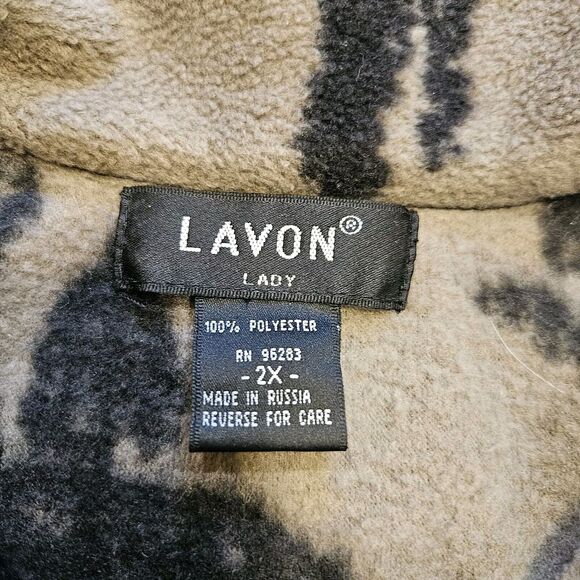 LAVON®
LADY
100% POLYESTER
RN 96283
- 2X -
MADE IN RUSSIA
REVERSE FOR CARE